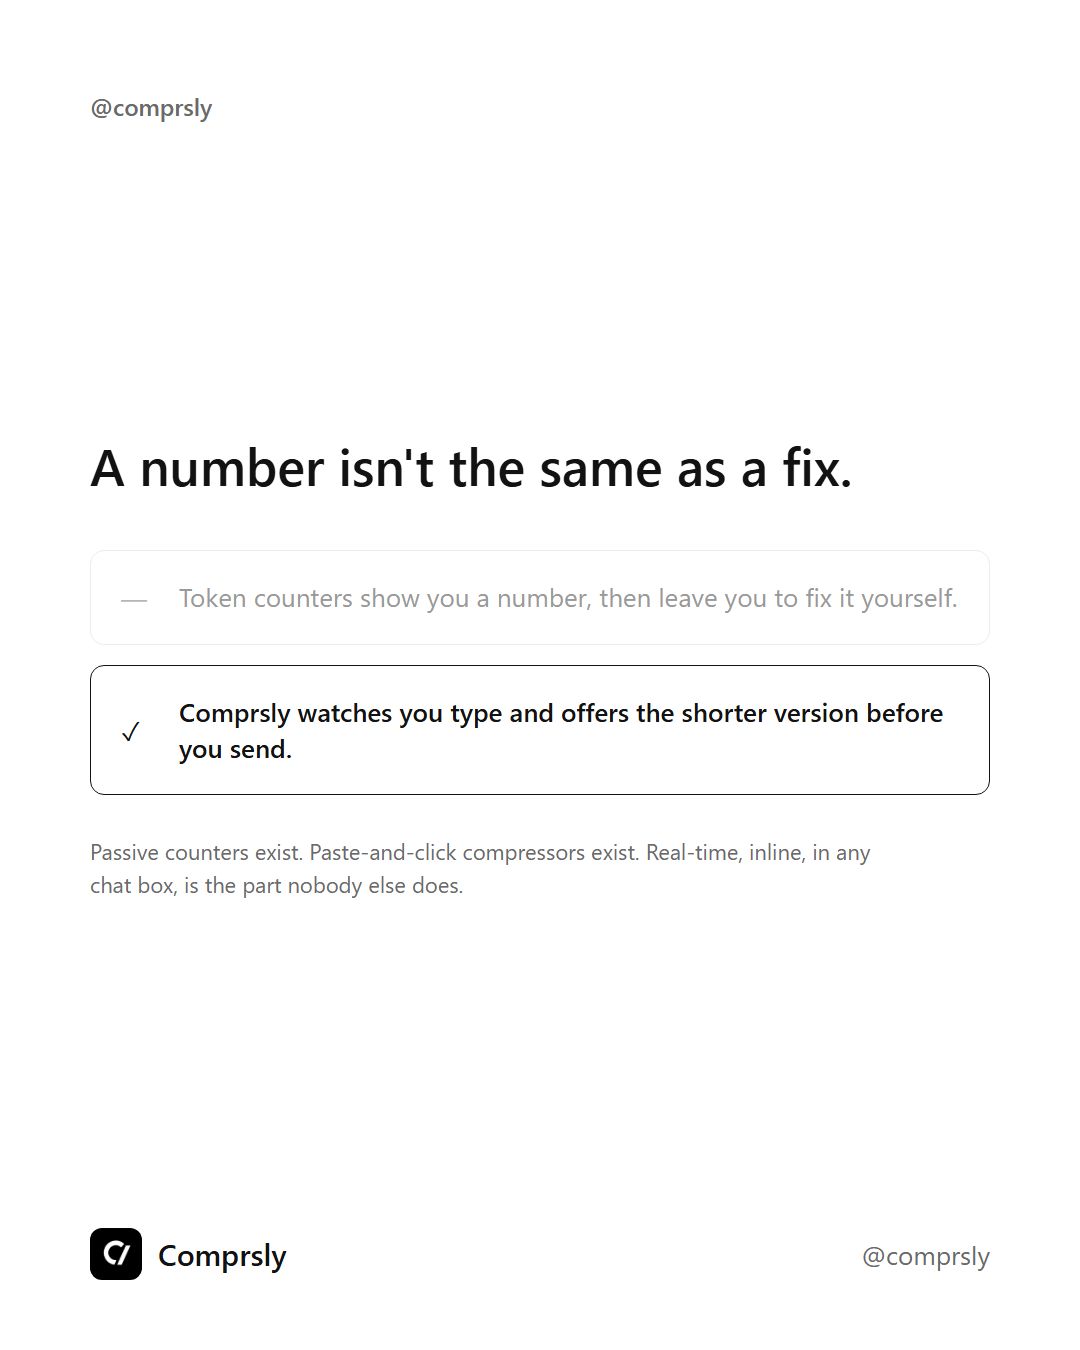 @comprsly
A number isn't the same as a fix.
— Token counters show you a number, then leave you to fix it yourself.
✓ Comprsly watches you type and offers the shorter version before
you send.
Passive counters exist. Paste-and-click compressors exist. Real-time, inline, in any
chat box, is the part nobody else does.
Comprsly
@comprsly